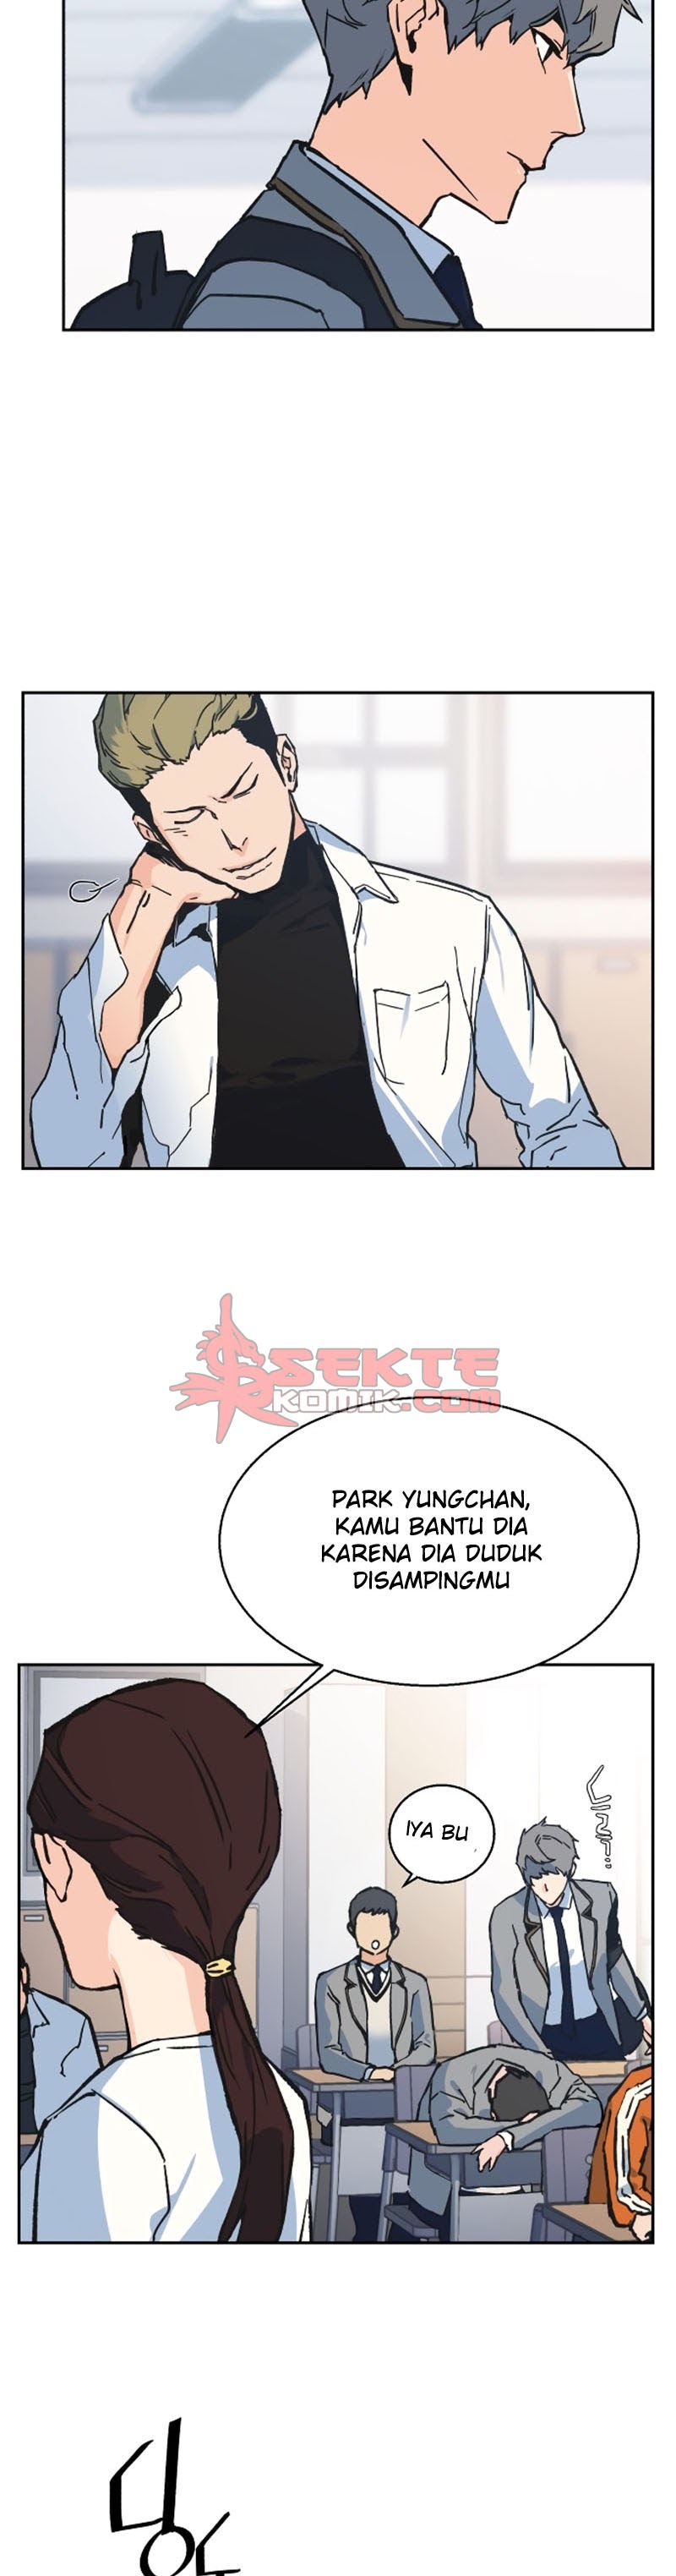 SEKTE
KOMIK.COM
PARK YUNGCHAN,
KAMU BANTU DIA
KARENA DIA DUDUK
DISAMPINGMU
IYA BU